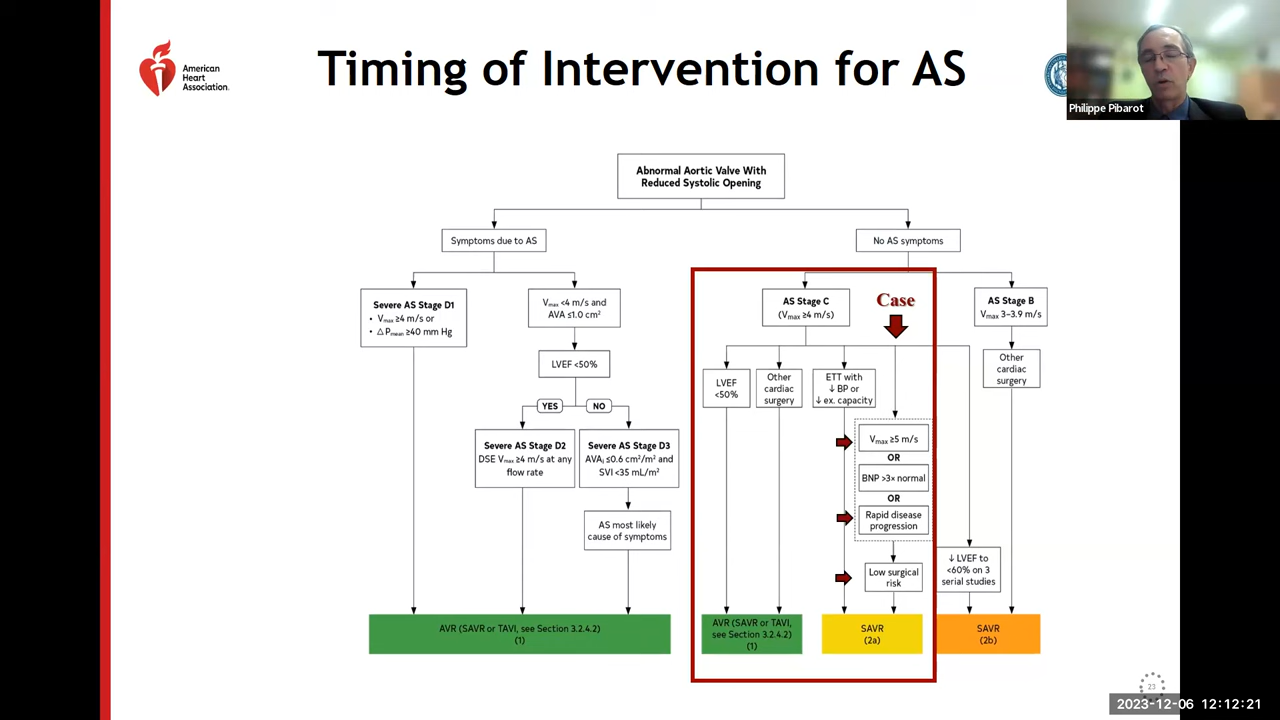 American
Heart
Association.
Timing of Intervention for AS
Philippe Pibarot
Abnormal Aortic Valve With
Reduced Systolic Opening
Symptoms due to AS
No AS symptoms
Severe AS Stage D1
• Vmax ≥4 m/s or
• ΔPmean ≥40 mm Hg
Vmax <4 m/s and
AVA ≤1.0 cm²
LVEF <50%
YES
NO
Severe AS Stage D2
DSE Vmax ≥4 m/s at any
flow rate
Severe AS Stage D3
AVAi ≤0.6 cm²/m² and
SVI <35 mL/m²
AS most likely
cause of symptoms
AVR (SAVR or TAVI, see Section 3.2.4.2)
(1)
AS Stage C
(Vmax ≥4 m/s)
Case
LVEF
<50%
Other
cardiac
surgery
ETT with
↓ BP or
↓ ex. capacity
Vmax ≥5 m/s
OR
BNP >3× normal
OR
Rapid disease
progression
Low surgical
risk
AVR (SAVR or TAVI,
see Section 3.2.4.2)
(1)
SAVR
(2a)
AS Stage B
Vmax 3-3.9 m/s
Other
cardiac
surgery
↓ LVEF to
<60% on 3
serial studies
SAVR
(2b)
23
2023-12-06 12:12:21